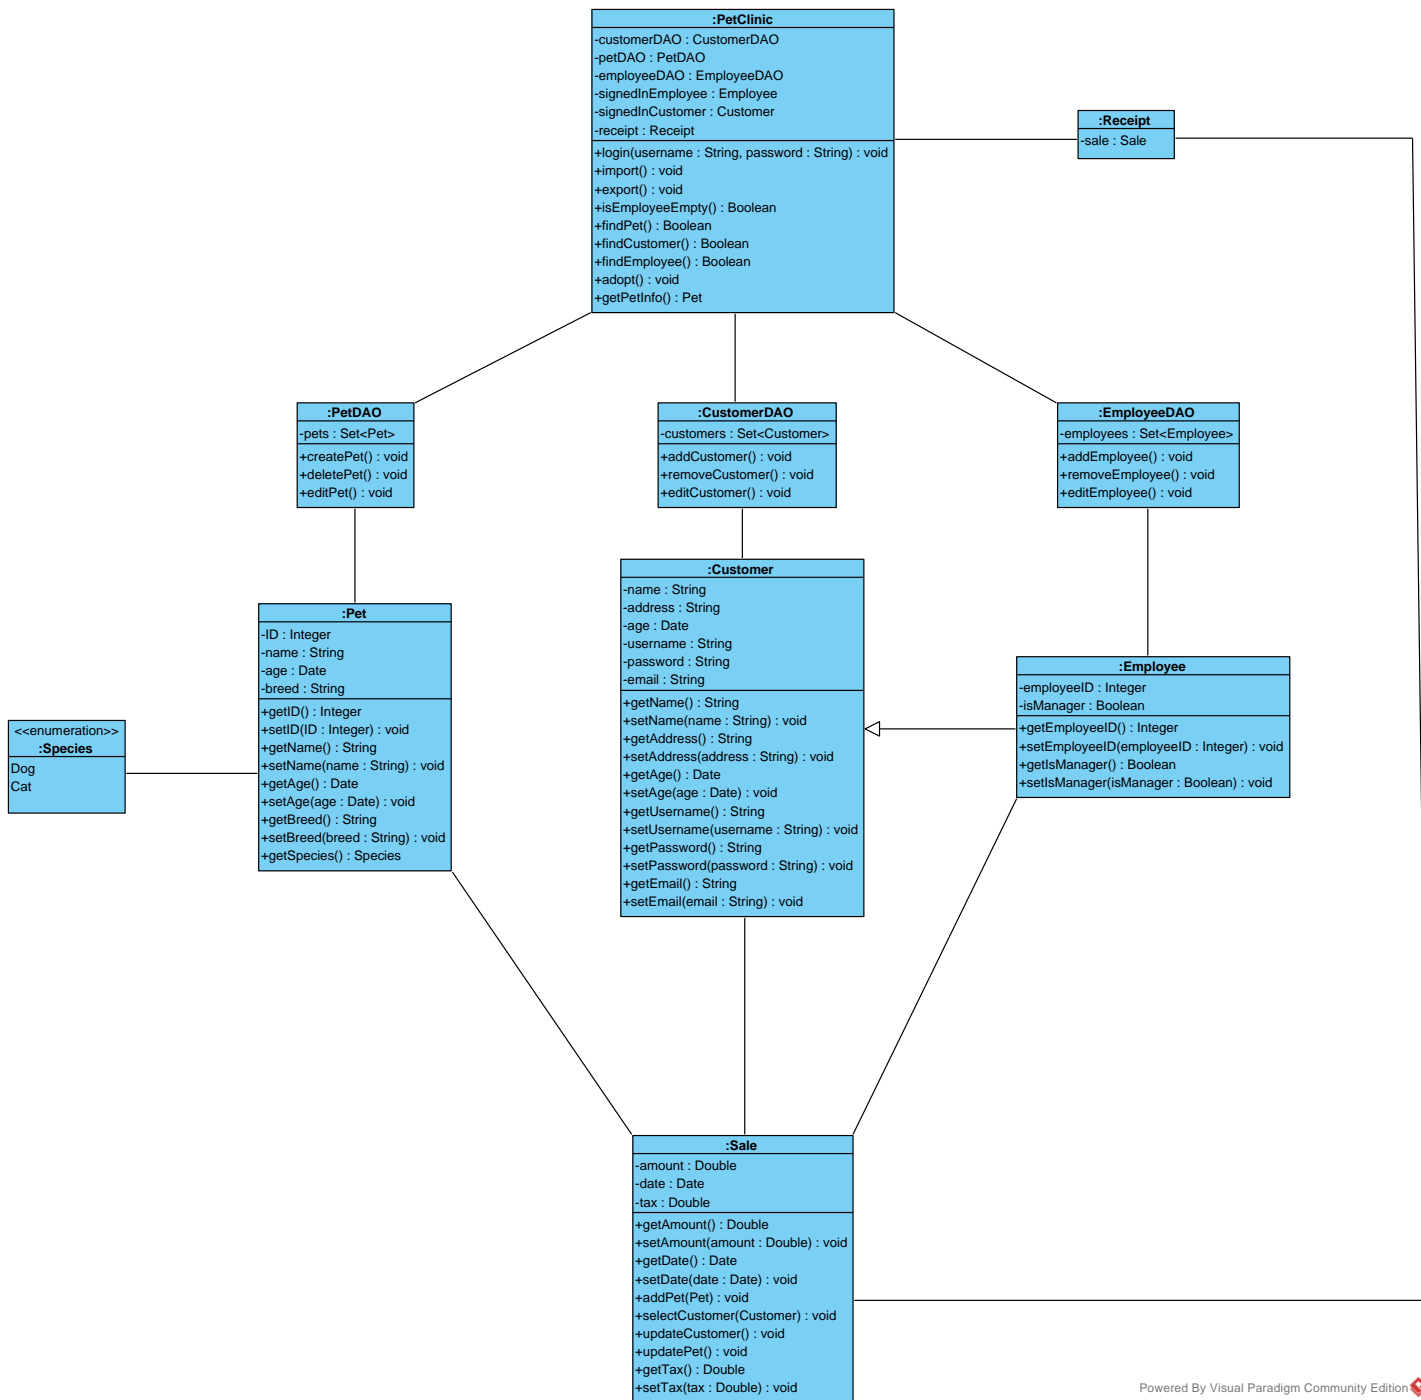 :PetClinic
-customerDAO : CustomerDAO
-petDAO : PetDAO
-employeeDAO : EmployeeDAO
-signedInEmployee : Employee
-signedInCustomer : Customer
-receipt : Receipt
+login(username : String, password : String) : void
+import() : void
+export() : void
+isEmployeeEmpty() : Boolean
+findPet() : Boolean
+findCustomer() : Boolean
+findEmployee() : Boolean
+adopt() : void
+getPetInfo() : Pet
:Receipt
-sale : Sale
:PetDAO
-pets : Set<Pet>
+createPet() : void
+deletePet() : void
+editPet() : void
:CustomerDAO
-customers : Set<Customer>
+addCustomer() : void
+removeCustomer() : void
+editCustomer() : void
:EmployeeDAO
-employees : Set<Employee>
+addEmployee() : void
+removeEmployee() : void
+editEmployee() : void
<<enumeration>>
:Species
Dog
Cat
:Pet
-ID : Integer
-name : String
-age : Date
-breed : String
+getID() : Integer
+setID(ID : Integer) : void
+getName() : String
+setName(name : String) : void
+getAge() : Date
+setAge(age : Date) : void
+getBreed() : String
+setBreed(breed : String) : void
+getSpecies() : Species
:Customer
-name : String
-address : String
-age : Date
-username : String
-password : String
-email : String
+getName() : String
+setName(name : String) : void
+getAddress() : String
+setAddress(address : String) : void
+getAge() : Date
+setAge(age : Date) : void
+getUsername() : String
+setUsername(username : String) : void
+getPassword() : String
+setPassword(password : String) : void
+getEmail() : String
+setEmail(email : String) : void
:Employee
-employeeID : Integer
-isManager : Boolean
+getEmployeeID() : Integer
+setEmployeeID(employeeID : Integer) : void
+getIsManager() : Boolean
+setIsManager(isManager : Boolean) : void
:Sale
-amount : Double
-date : Date
-tax : Double
+getAmount() : Double
+setAmount(amount : Double) : void
+getDate() : Date
+setDate(date : Date) : void
+addPet(Pet) : void
+selectCustomer(Customer) : void
+updateCustomer() : void
+updatePet() : void
+getTax() : Double
+setTax(tax : Double) : void
Powered By Visual Paradigm Community Edition